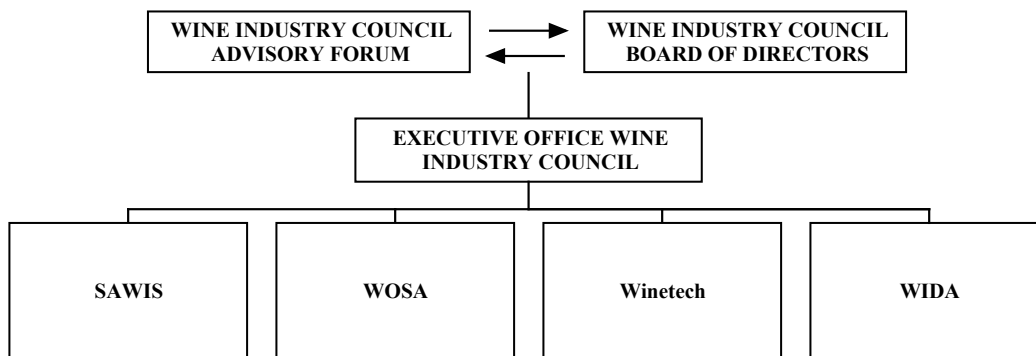 WINE INDUSTRY COUNCIL
ADVISORY FORUM
WINE INDUSTRY COUNCIL
BOARD OF DIRECTORS
EXECUTIVE OFFICE WINE
INDUSTRY COUNCIL
SAWIS
WOSA
Winetech
WIDA